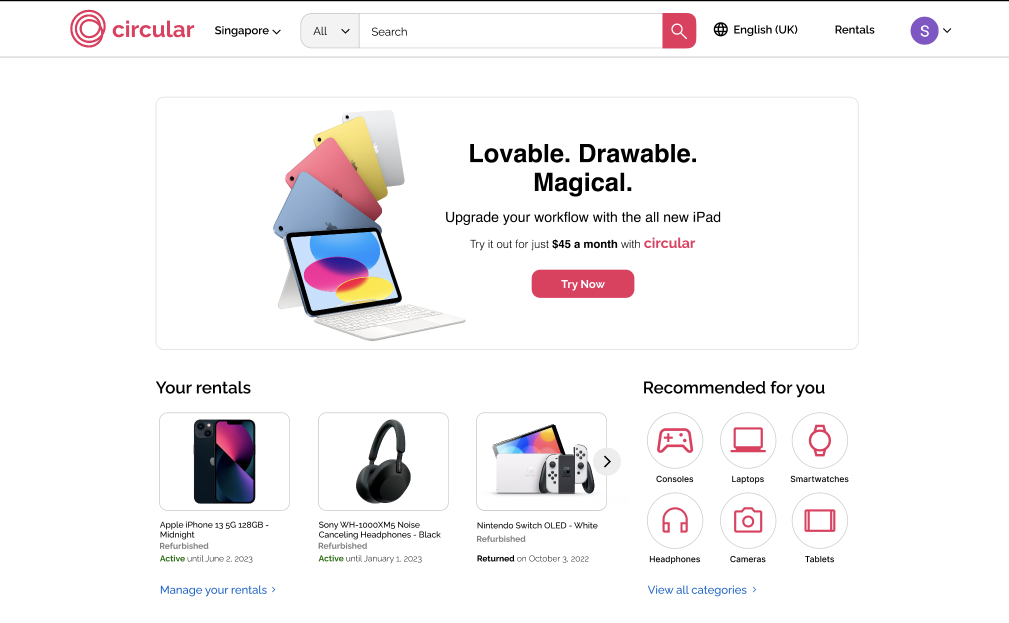 circular
Singapore
All
Search
English (UK)
Rentals
S
Lovable. Drawable.
Magical.
Upgrade your workflow with the all new iPad
Try it out for just $45 a month with circular
Try Now
Your rentals
Apple iPhone 13 5G 128GB -
Midnight
Refurbished
Active until June 2, 2023
Sony WH-1000XM5 Noise
Canceling Headphones - Black
Refurbished
Active until January 1, 2023
Nintendo Switch OLED - White
Refurbished
Returned on October 3, 2022
Manage your rentals
Recommended for you
Consoles
Laptops
Smartwatches
Headphones
Cameras
Tablets
View all categories